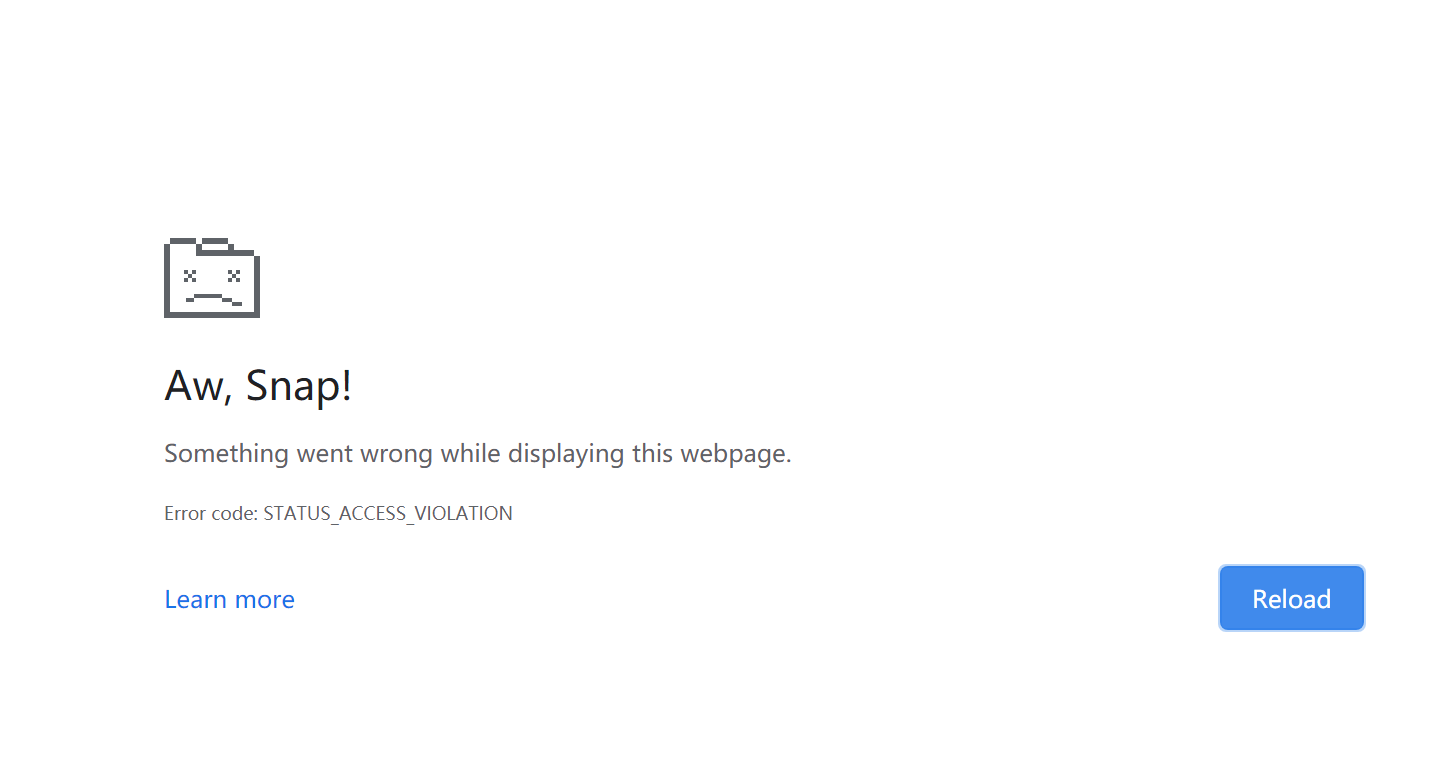 Aw, Snap!
Something went wrong while displaying this webpage.
Error code: STATUS_ACCESS_VIOLATION
Learn more
Reload